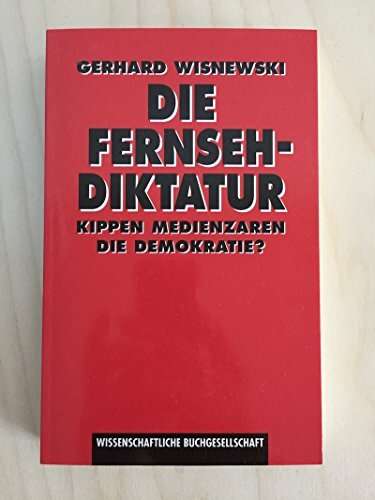 GERHARD WISNEWSKI
DIE
FERNSEH-
DIKTATUR
KIPPEN MEDIENZAREN
DIE DEMOKRATIE?
WISSENSCHAFTLICHE BUCHGESELLSCHAFT